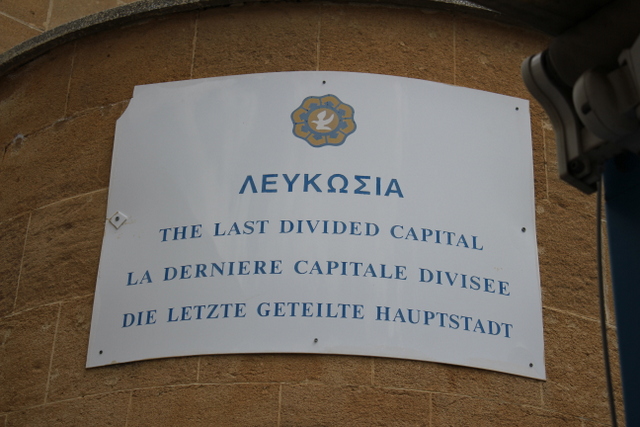 ΛΕΥΚΩΣΙΑ
THE LAST DIVIDED CAPITAL
LA DERNIERE CAPITALE DIVISEE
DIE LETZTE GETEILTE HAUPTSTADT